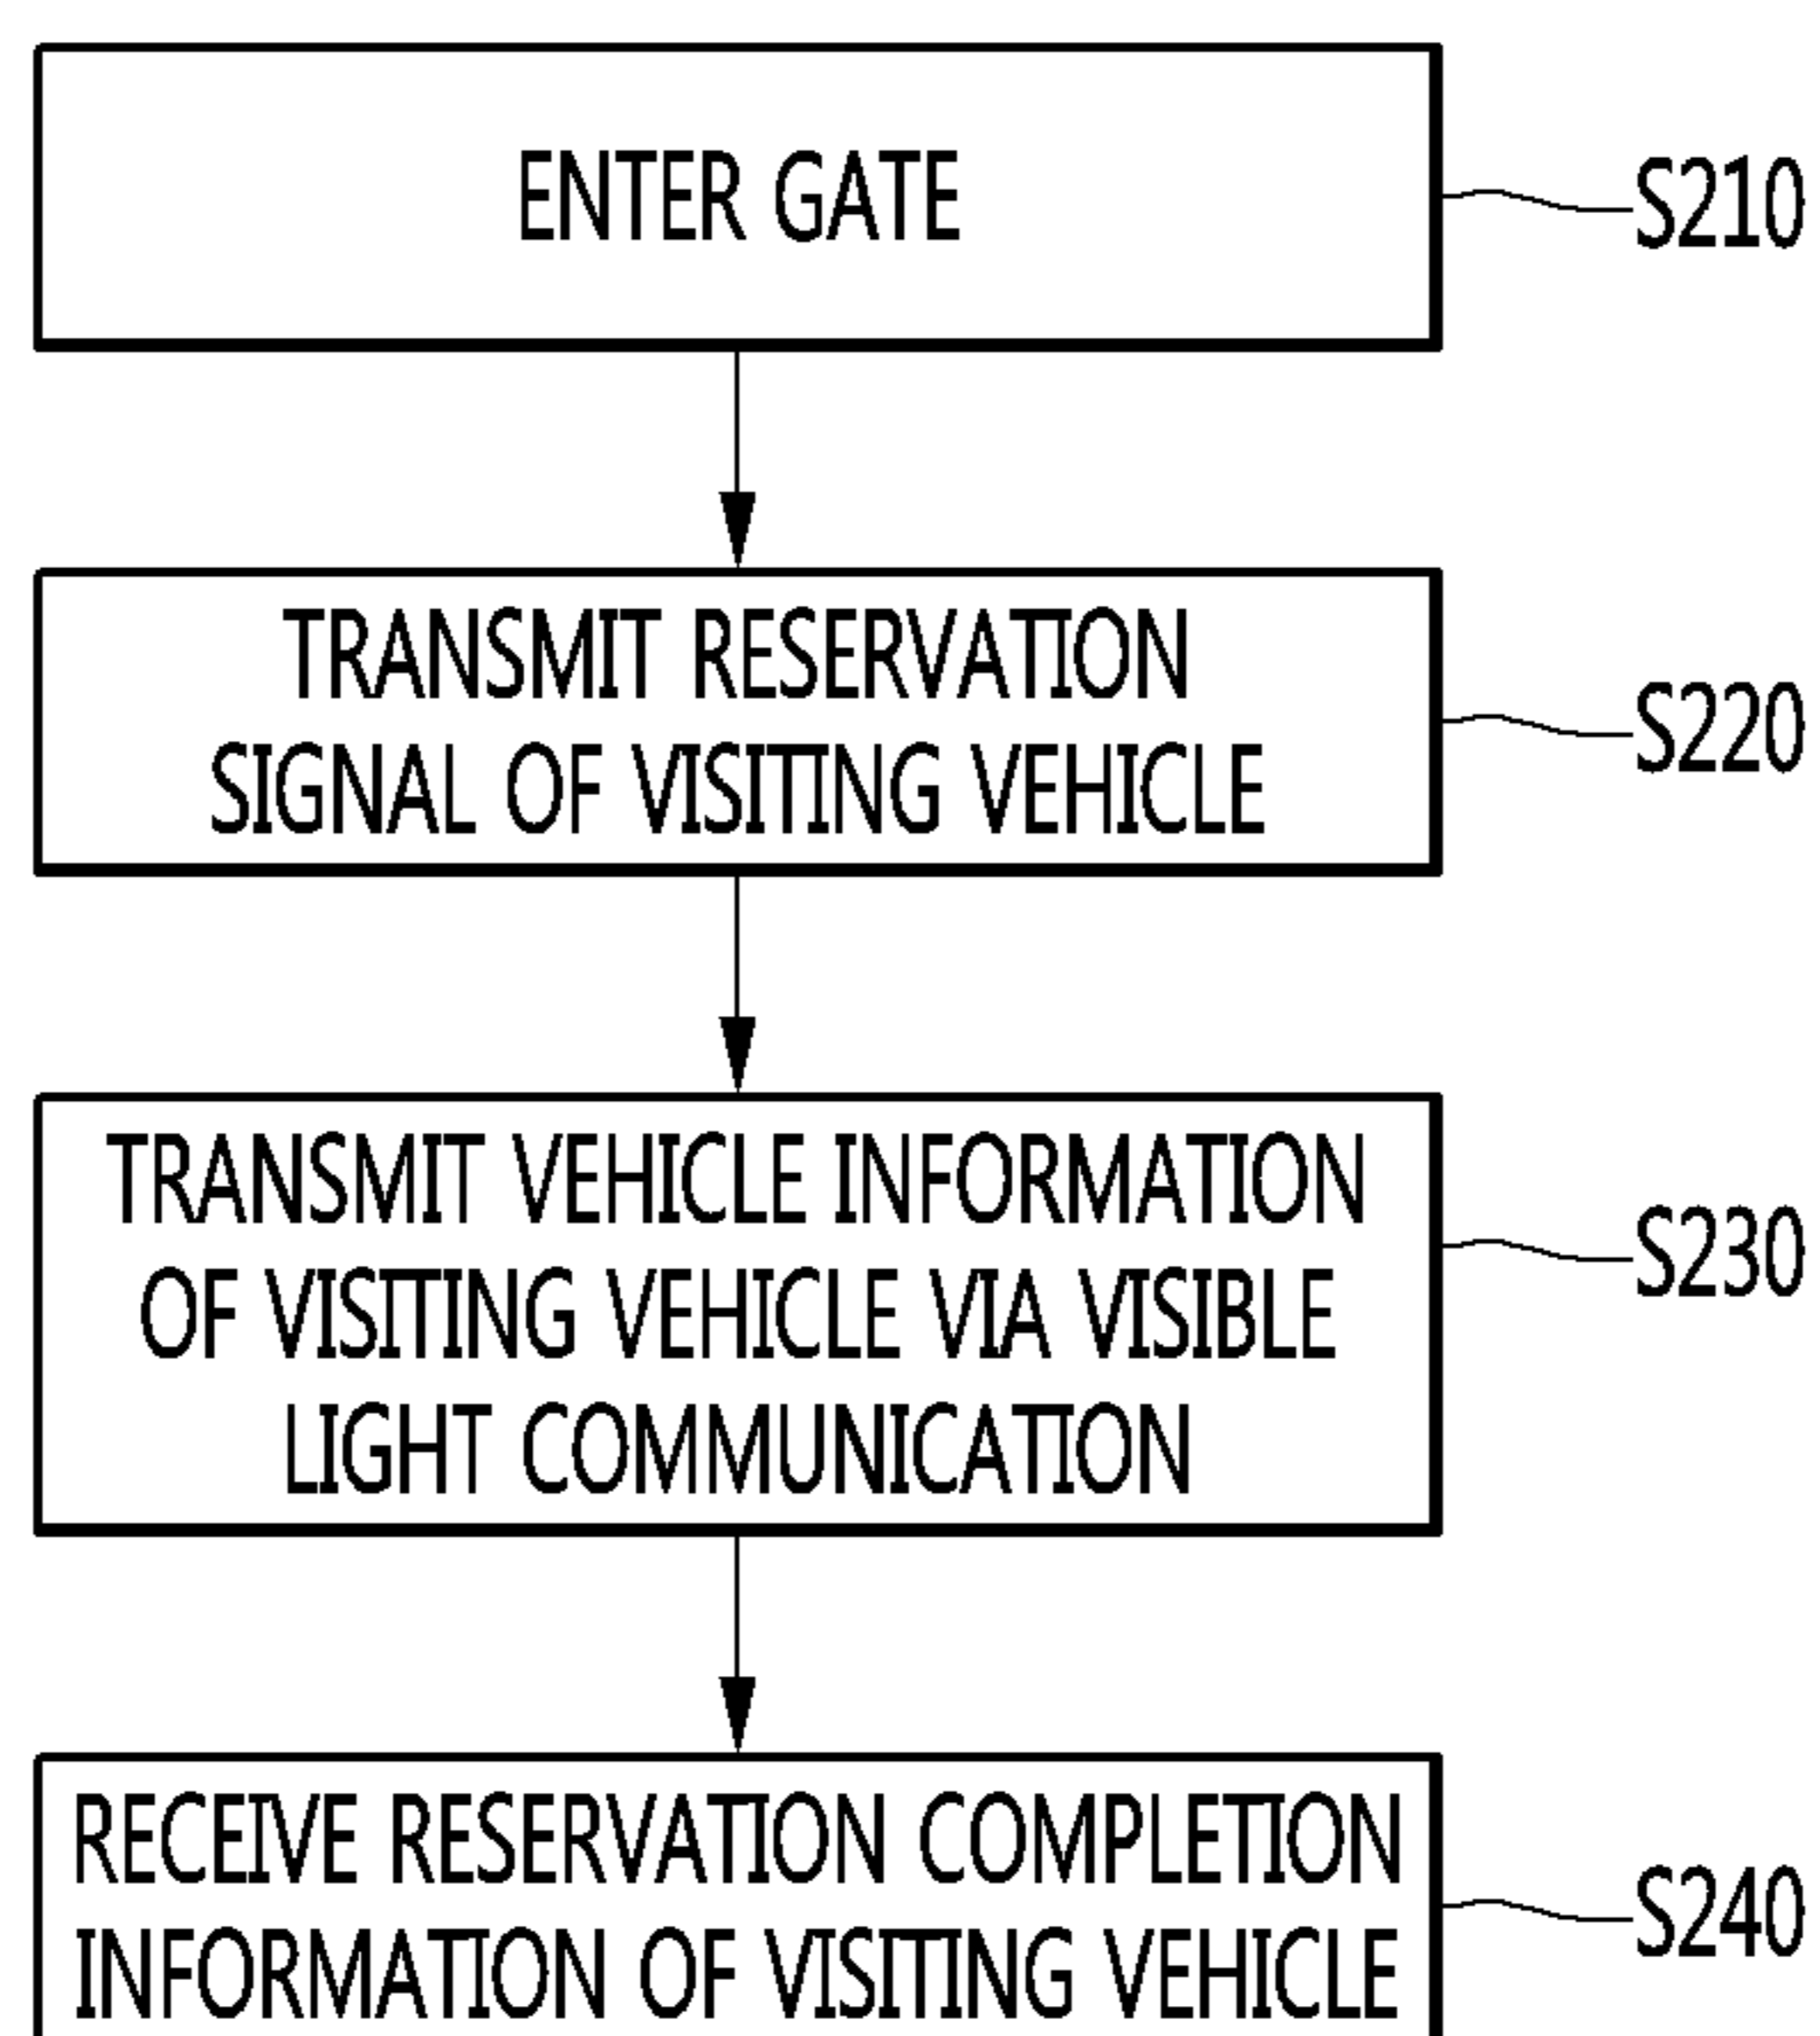 ENTER GATE
S210
TRANSMIT RESERVATION
SIGNAL OF VISITING VEHICLE
S220
TRANSMIT VEHICLE INFORMATION
OF VISITING VEHICLE VIA VISIBLE
LIGHT COMMUNICATION
S230
RECEIVE RESERVATION COMPLETION
INFORMATION OF VISITING VEHICLE
S240